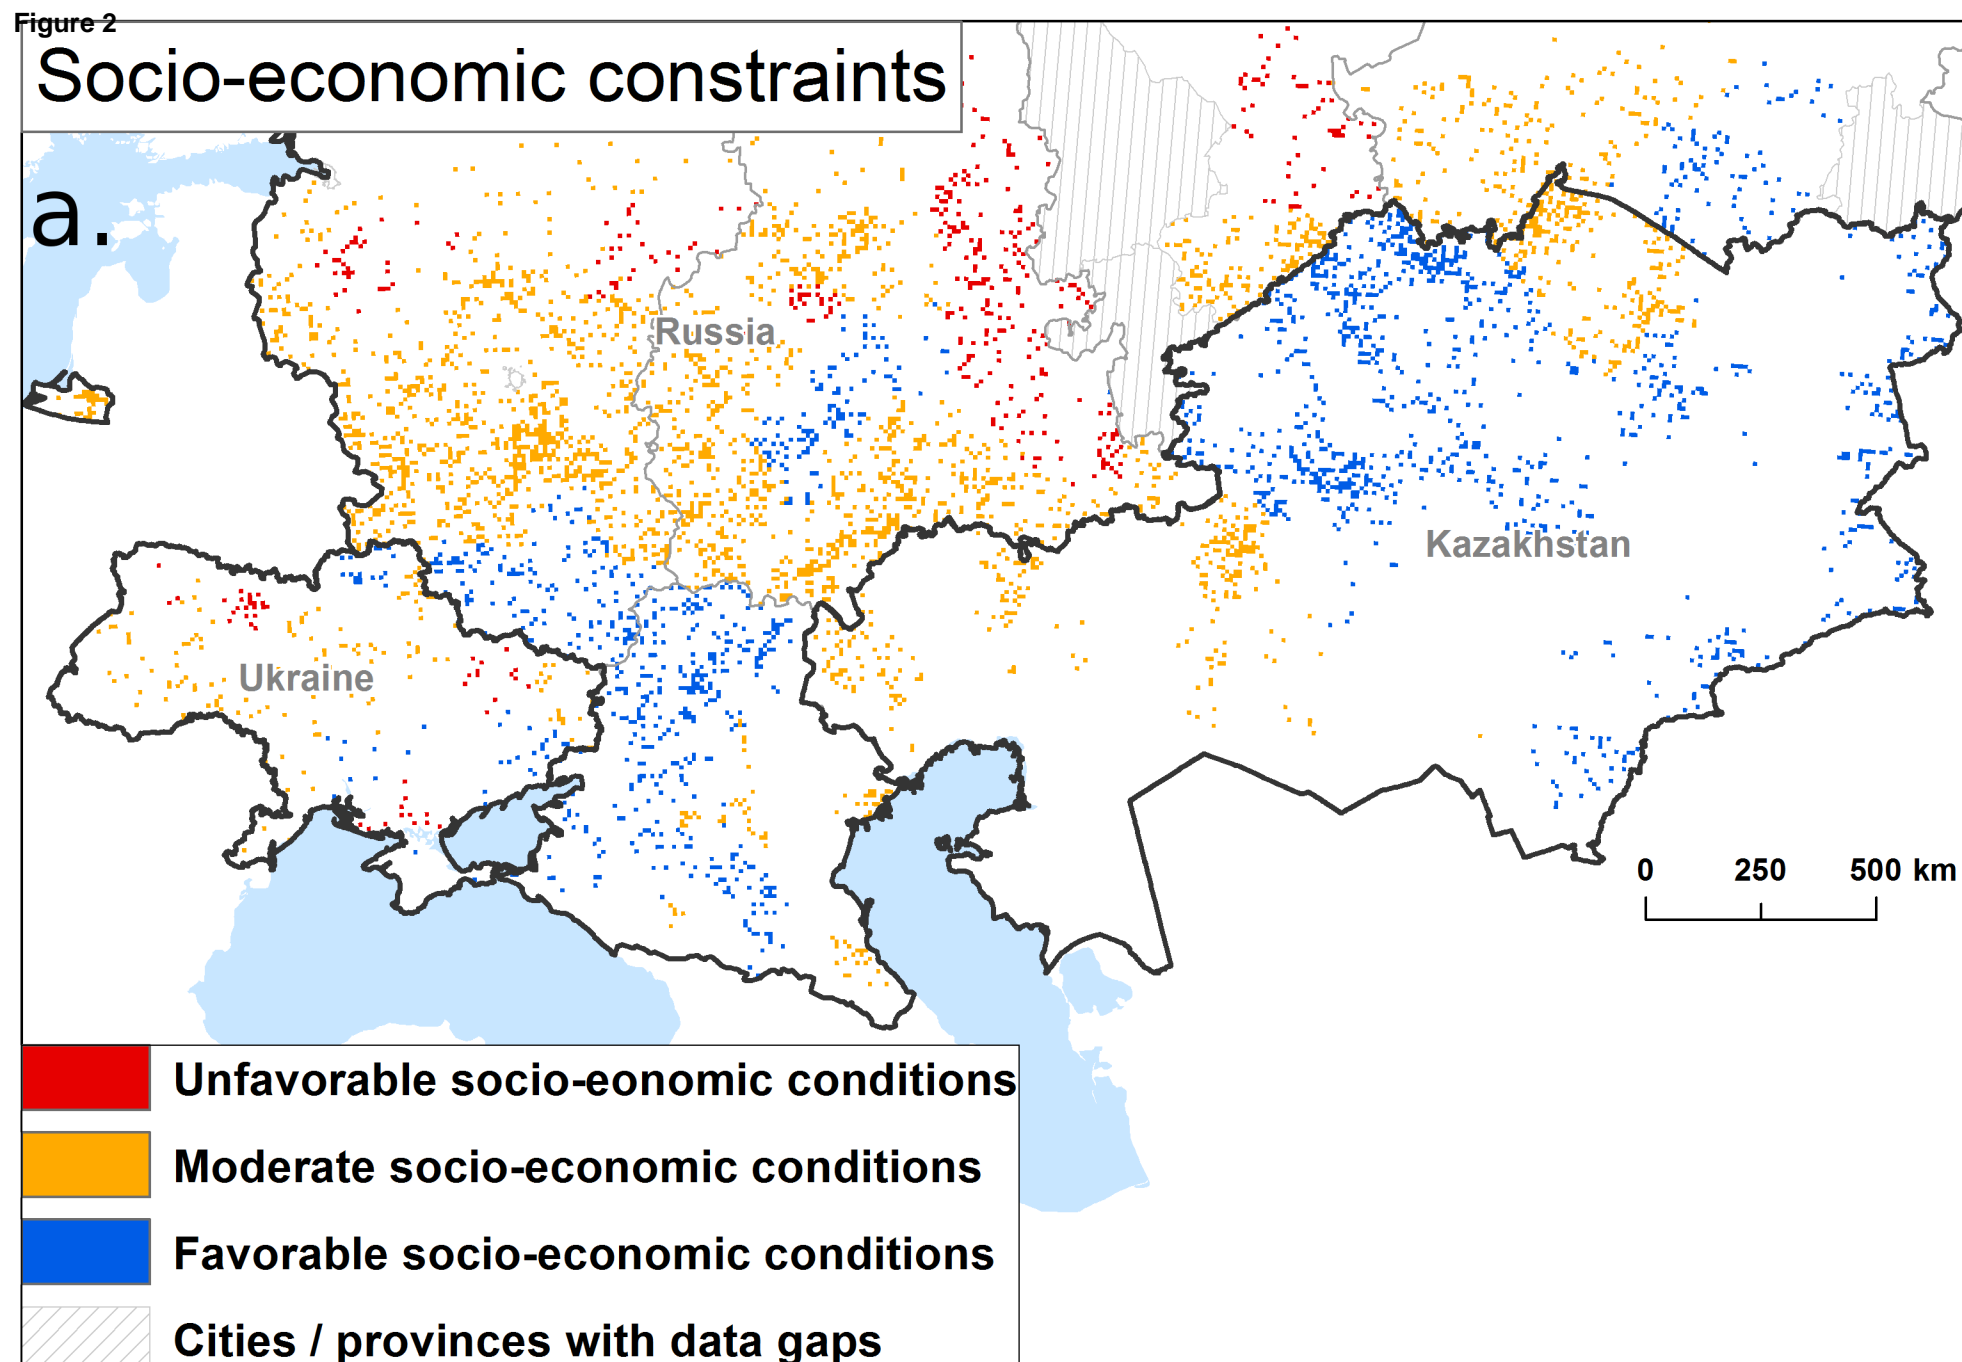 Figure 2
Socio-economic constraints
a.
Russia
Kazakhstan
Ukraine
0 250 500 km
Unfavorable socio-eonomic conditions
Moderate socio-economic conditions
Favorable socio-economic conditions
Cities / provinces with data gaps